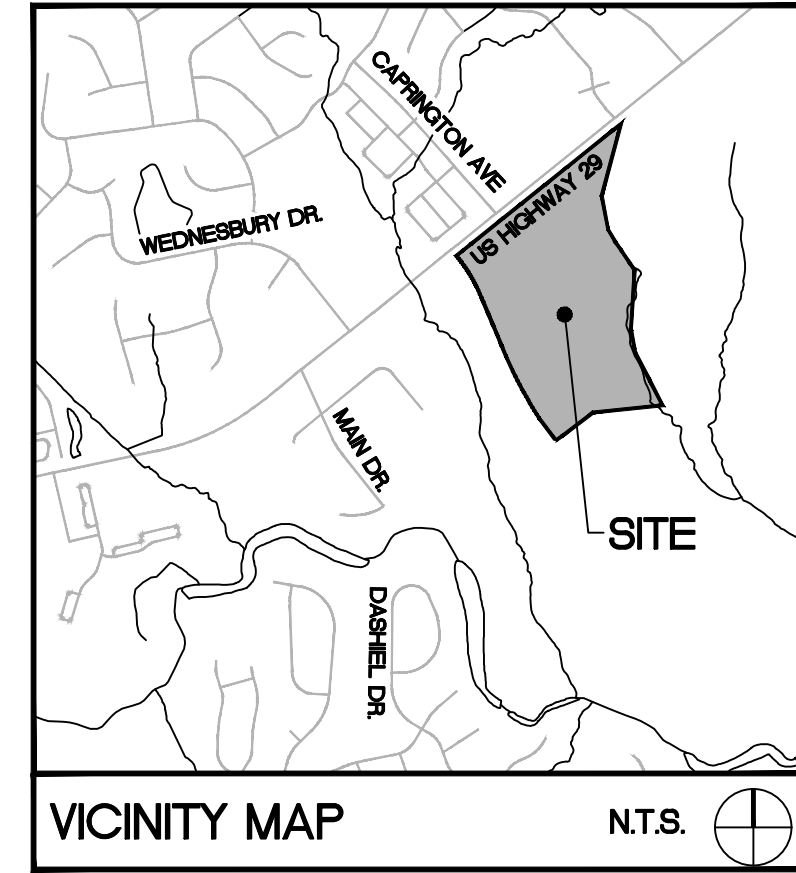 CAPRINGTON AVE
US HIGHWAY 29
WEDNESBURY DR.
MAIN DR.
SITE
DASHIEL DR.
VICINITY MAP
N.T.S.